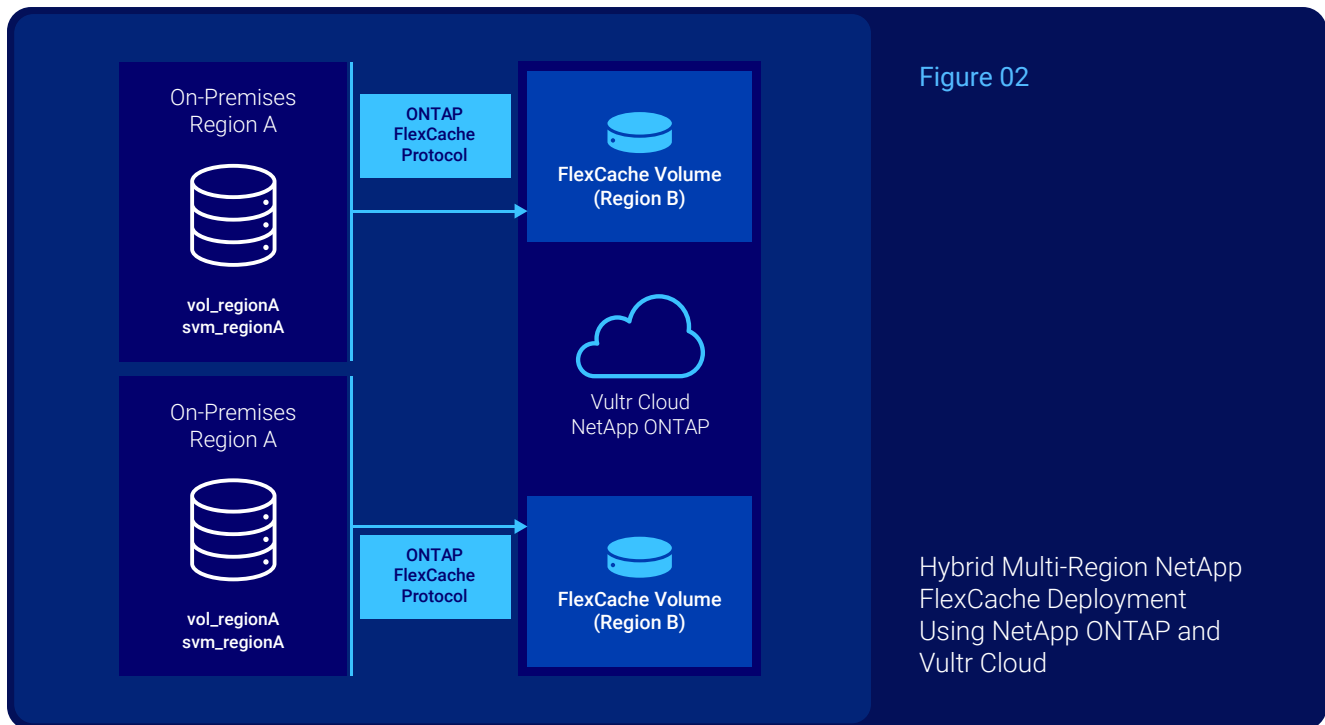 On-Premises
Region A
vol_regionA
svm_regionA
ONTAP
FlexCache
Protocol
FlexCache Volume
(Region B)
Vultr Cloud
NetApp ONTAP
On-Premises
Region A
vol_regionA
svm_regionA
ONTAP
FlexCache
Protocol
FlexCache Volume
(Region B)
Figure 02
Hybrid Multi-Region NetApp
FlexCache Deployment
Using NetApp ONTAP and
Vultr Cloud